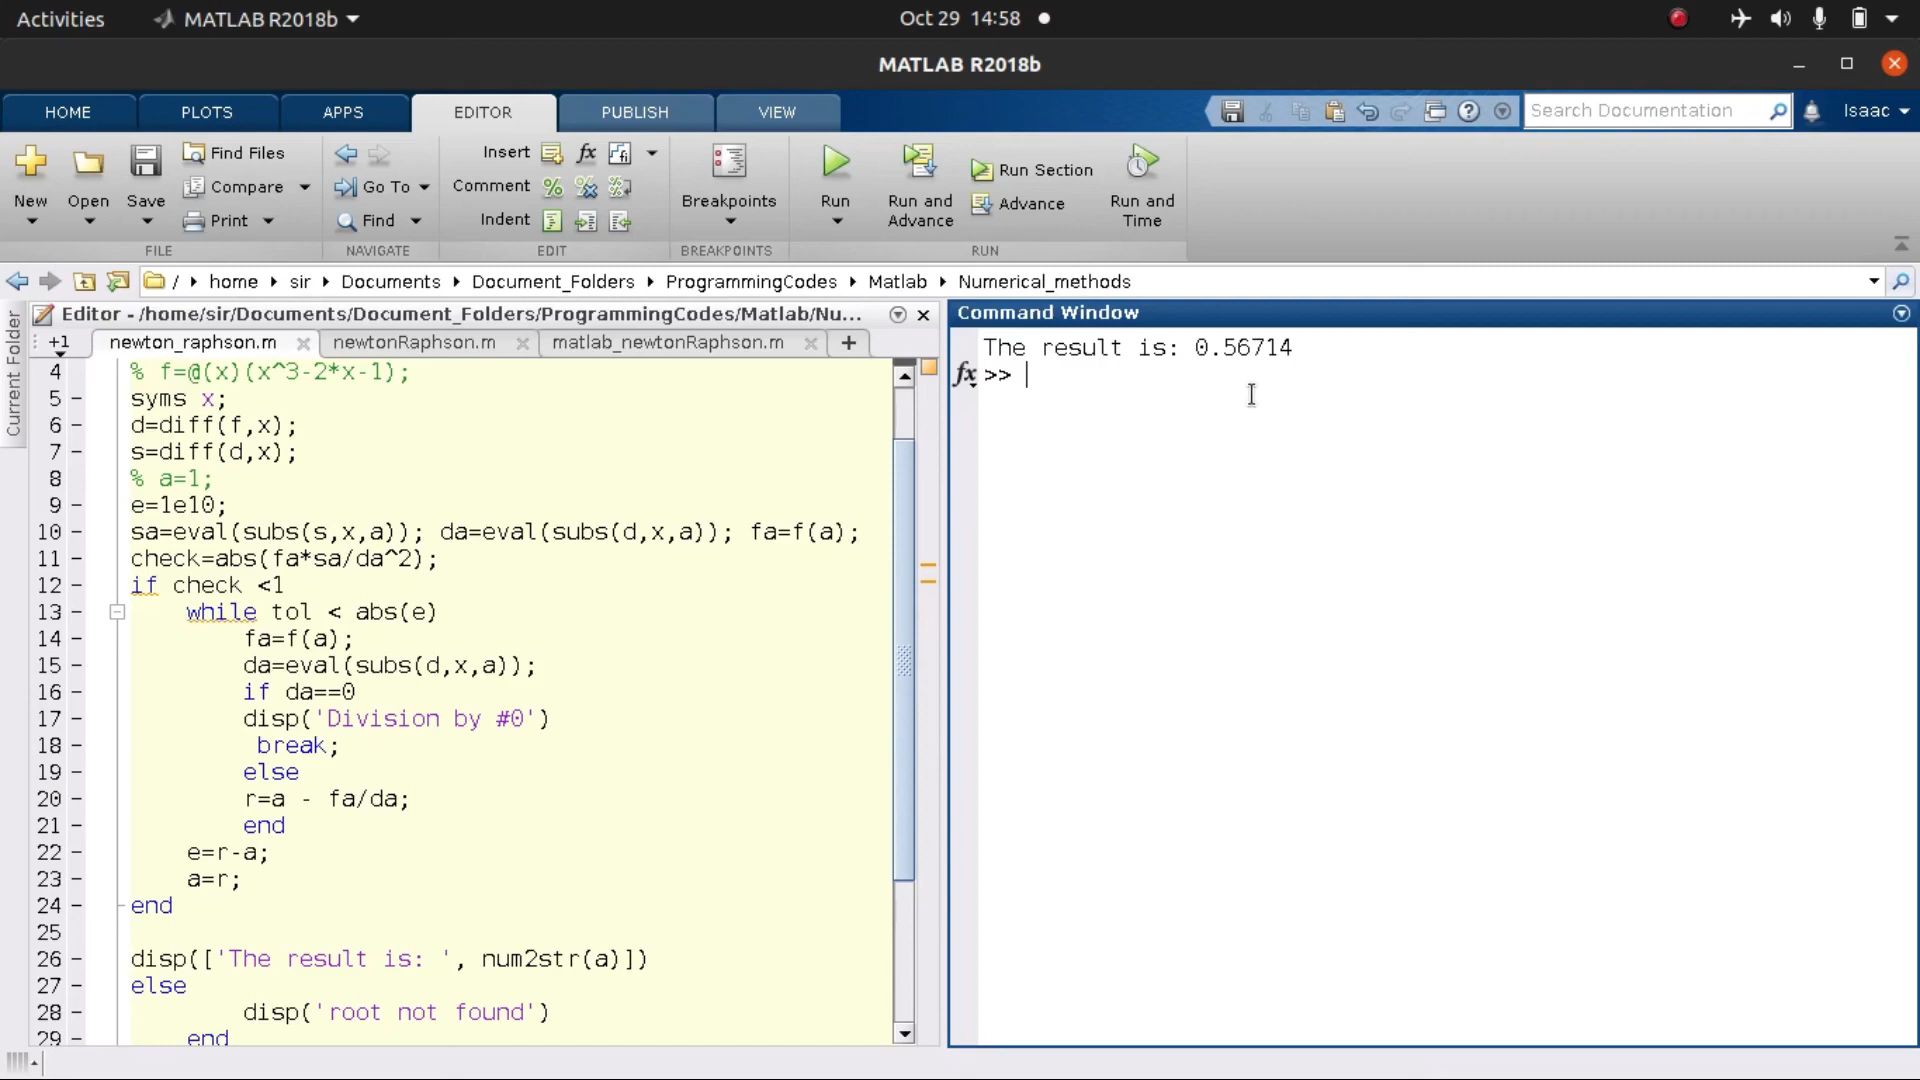 Activities MATLAB R2018b Oct 29 14:58
MATLAB R2018b
HOME PLOTS APPS EDITOR PUBLISH VIEW Search Documentation Isaac
New Open Save Find Files Compare Print
FILE
Go To Find
NAVIGATE
Insert fx
Comment
Indent
EDIT
Breakpoints
BREAKPOINTS
Run Run and Advance Run Section Advance Run and Time
RUN
/ home sir Documents Document_Folders ProgrammingCodes Matlab Numerical_methods
Current Folder
Editor - /home/sir/Documents/Document_Folders/ProgrammingCodes/Matlab/Nu...
+1 newton_raphson.m newtonRaphson.m matlab_newtonRaphson.m +
4 % f=@(x)(x^3-2*x-1);
5 - syms x;
6 - d=diff(f,x);
7 - s=diff(d,x);
8 % a=1;
9 - e=1e10;
10 - sa=eval(subs(s,x,a)); da=eval(subs(d,x,a)); fa=f(a);
11 - check=abs(fa*sa/da^2);
12 - if check <1
13 - while tol < abs(e)
14 - fa=f(a);
15 - da=eval(subs(d,x,a));
16 - if da==0
17 - disp('Division by #0')
18 - break;
19 - else
20 - r=a - fa/da;
21 - end
22 - e=r-a;
23 - a=r;
24 - end
25
26 - disp(['The result is: ', num2str(a)])
27 - else
28 - disp('root not found')
29 - end
Command Window
The result is: 0.56714
fx >>